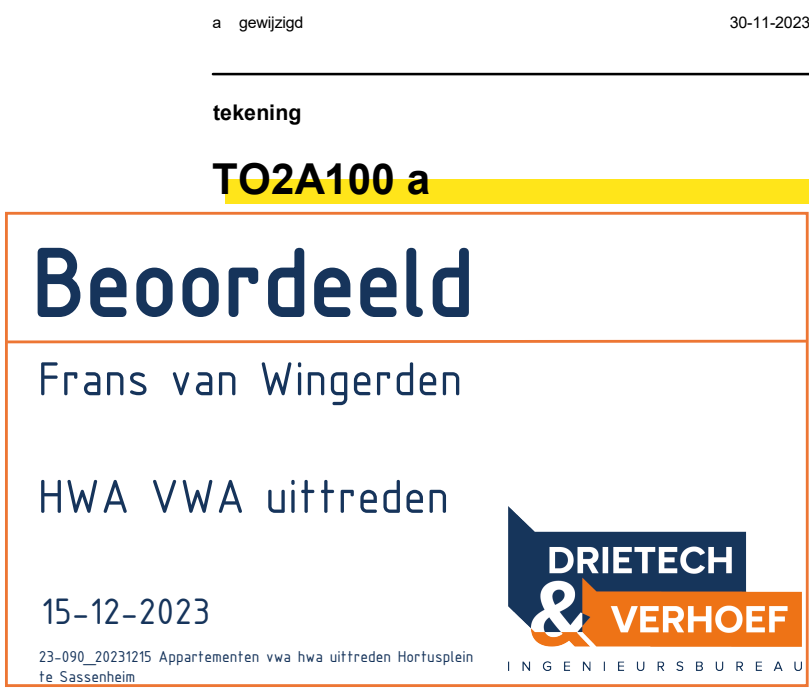 a gewijzigd 30-11-2023
tekening
TO2A100 a
Beoordeeld
Frans van Wingerden
HWA VWA uittreden
15-12-2023
23-090_20231215 Appartementen vwa hwa uittreden Hortusplein
te Sassenheim
DRIETECH
& VERHOEF
INGENIEURSBUREAU